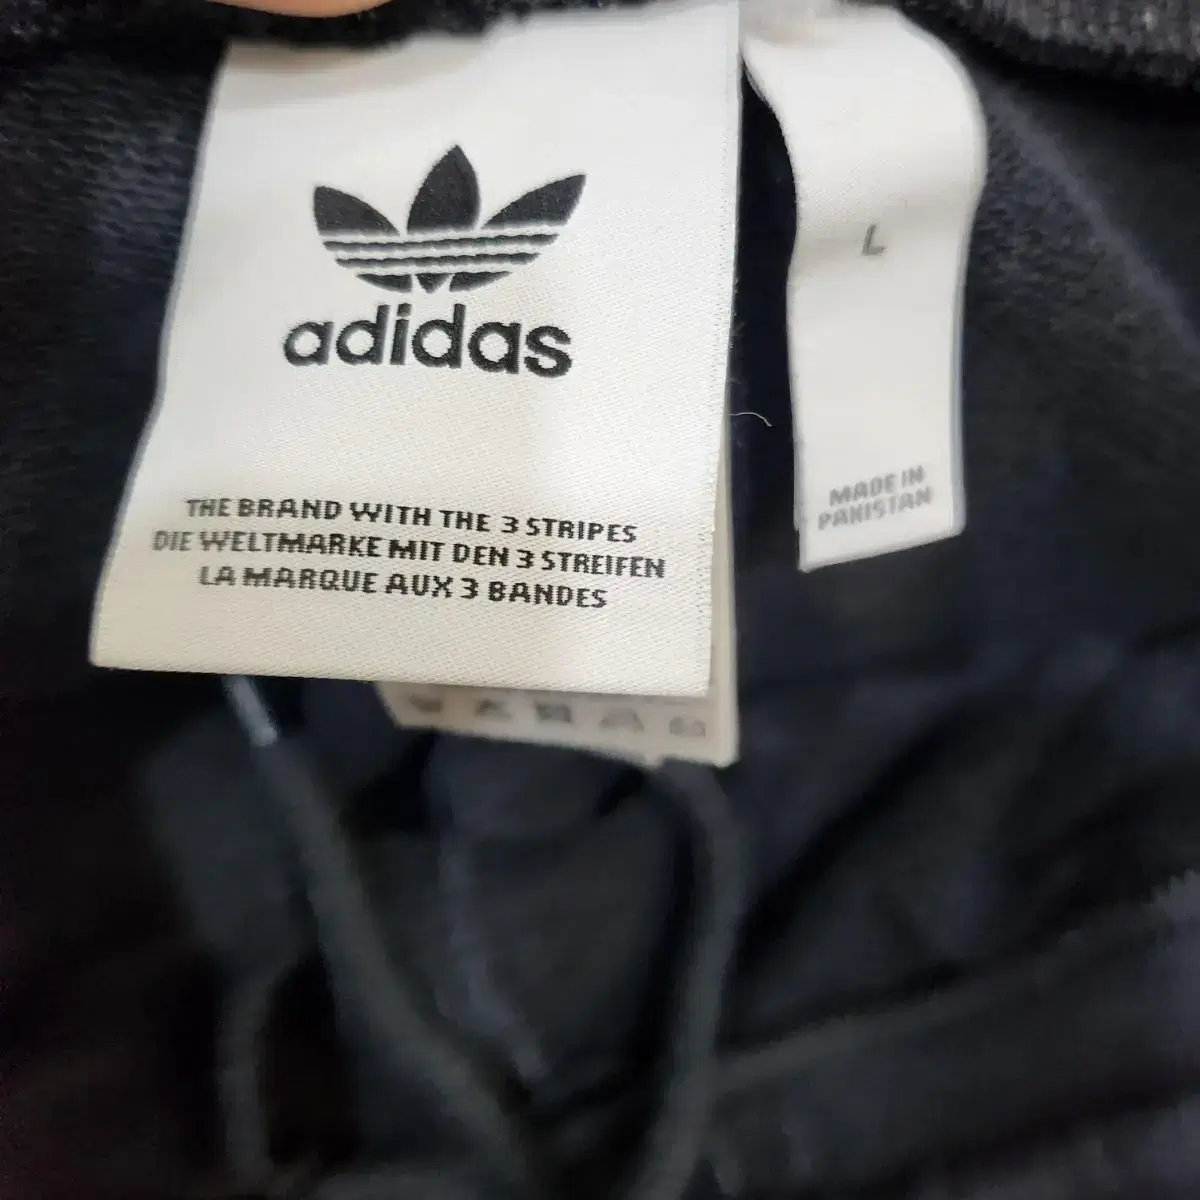 adidas
THE BRAND WITH THE 3 STRIPES
DIE WELTMARKE MIT DEN 3 STREIFEN
LA MARQUE AUX 3 BANDES
L
MADE IN
PAKISTAN